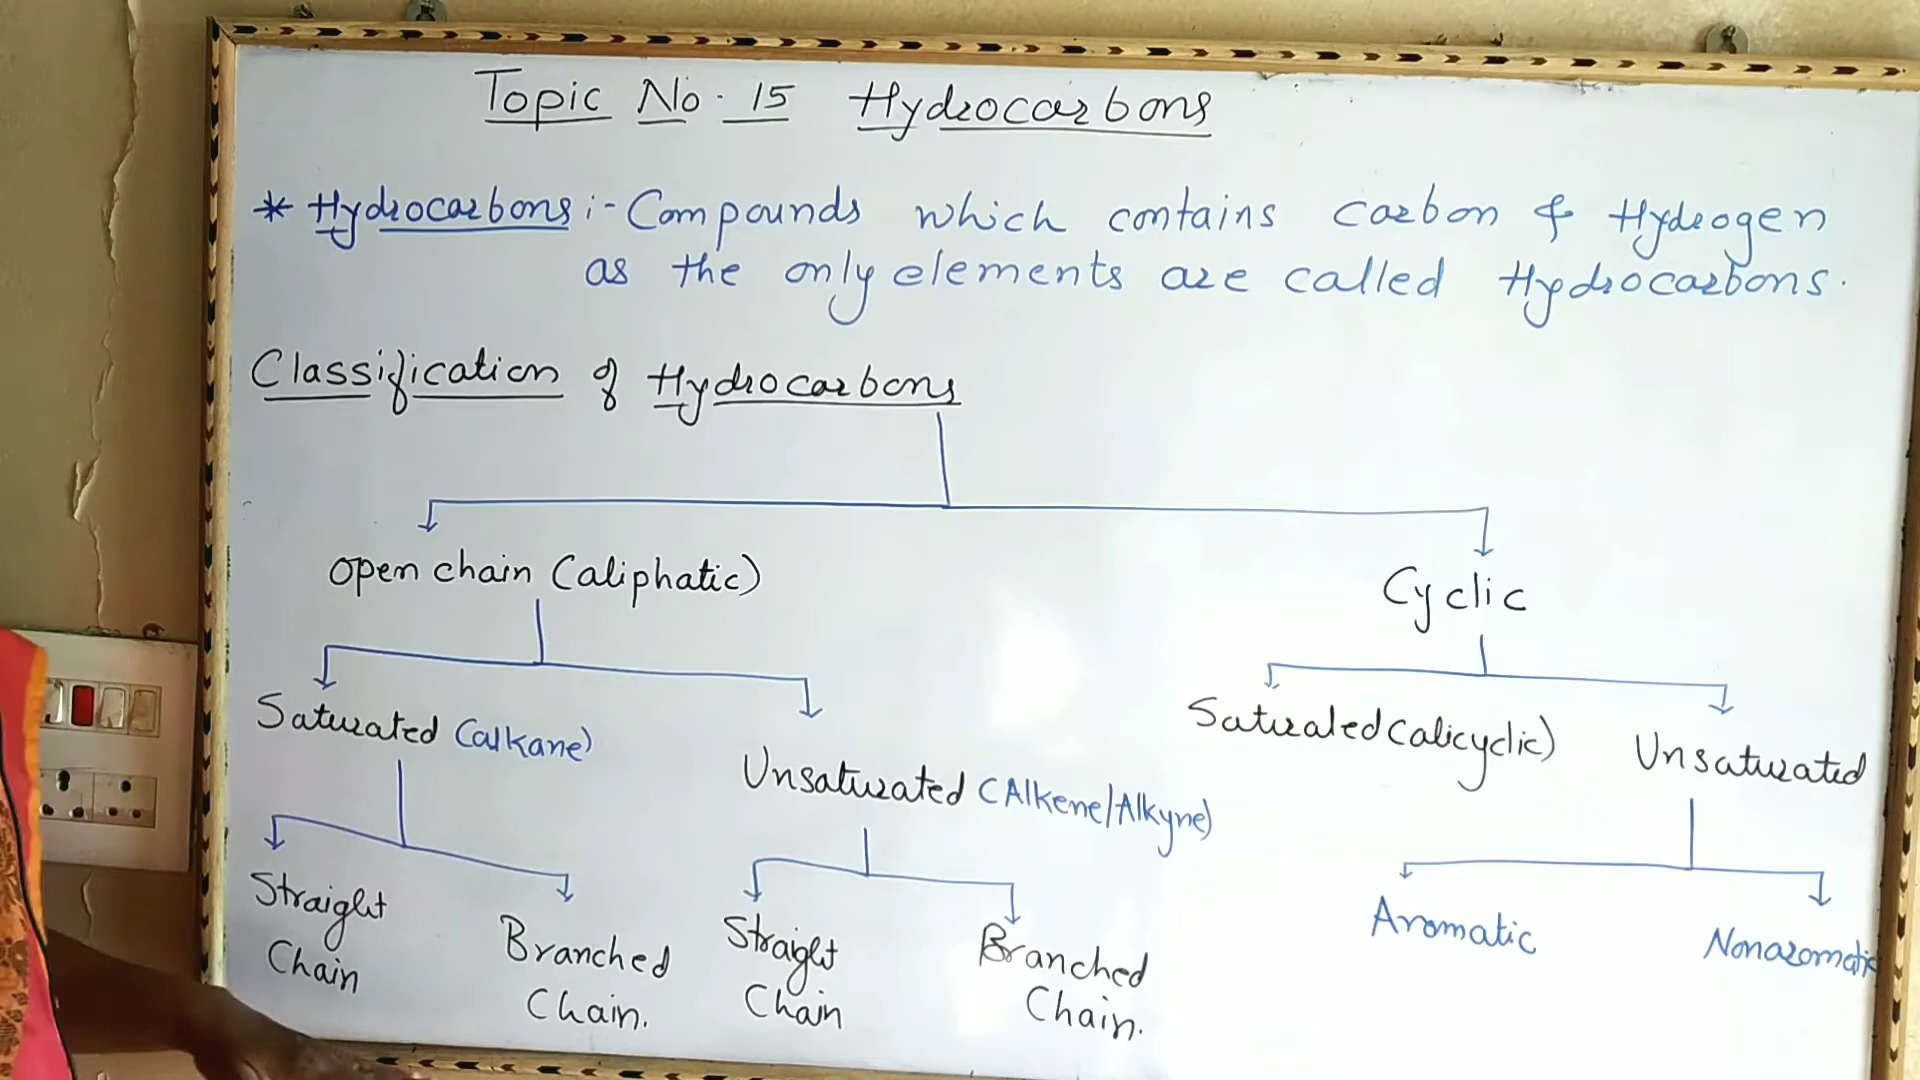 Topic No. 15 Hydrocarbons
* Hydrocarbons :- Compounds which contains carbon & Hydrogen
as the only elements are called Hydrocarbons.
Classification of Hydrocarbons
open chain (aliphatic)
Cyclic
Saturated (alkane)
Unsaturated (Alkene/Alkyne)
Saturated (alicyclic)
Unsaturated
Straight
Chain
Branched
Chain.
Straight
Chain
Branched
Chain.
Aromatic
Nonaromatic